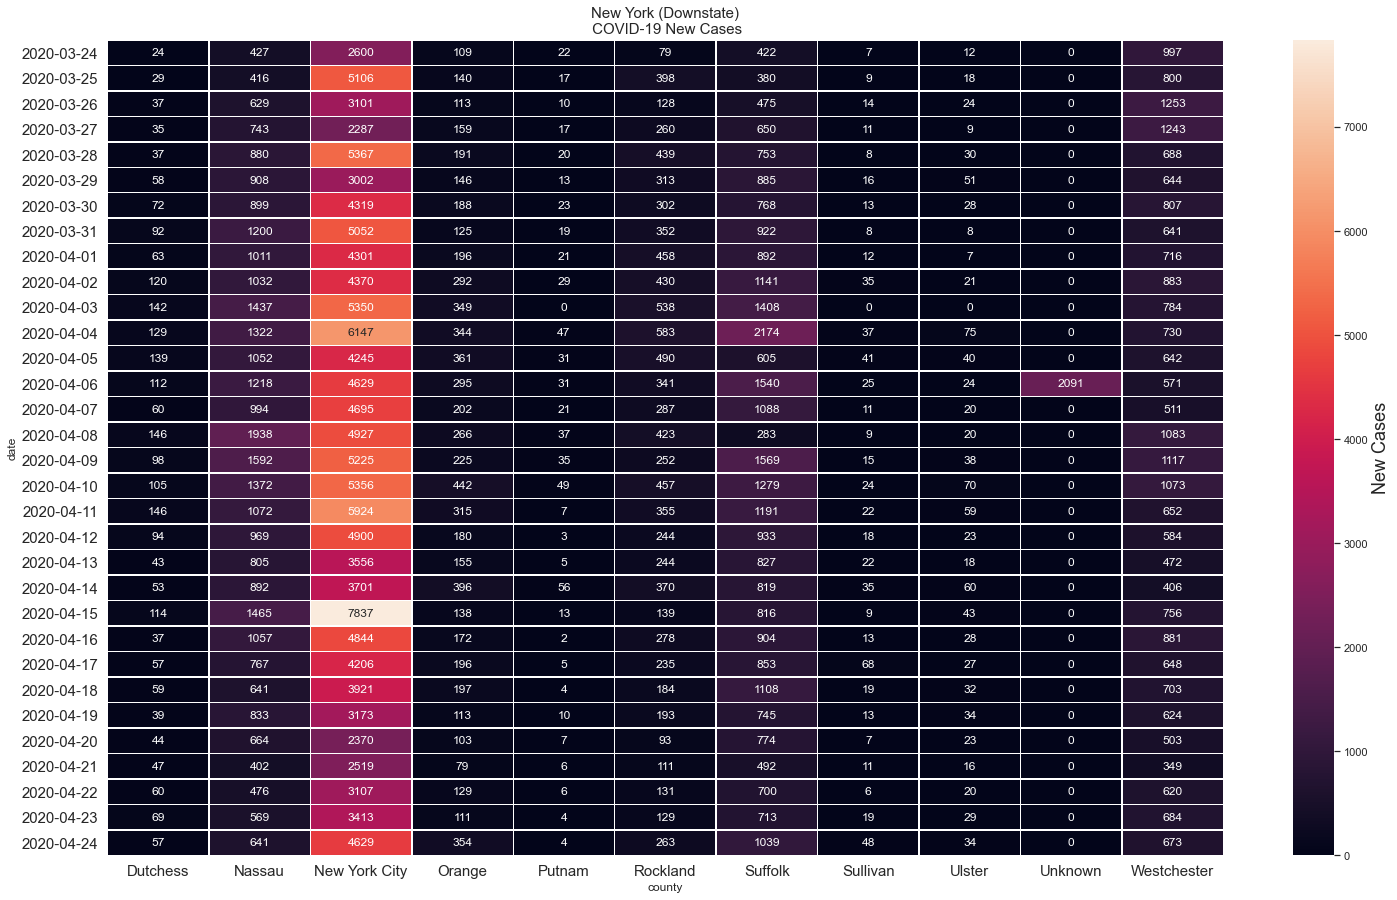 New York (Downstate)
COVID-19 New Cases
2020-03-24 24 427 2600 109 22 79 422 7 12 0 997
2020-03-25 29 416 5106 140 17 398 380 9 18 0 800
2020-03-26 37 629 3101 113 10 128 475 14 24 0 1253
2020-03-27 35 743 2287 159 17 260 650 11 9 0 1243
2020-03-28 37 880 5367 191 20 439 753 8 30 0 688
2020-03-29 58 908 3002 146 13 313 885 16 51 0 644
2020-03-30 72 899 4319 188 23 302 768 13 28 0 807
2020-03-31 92 1200 5052 125 19 352 922 8 8 0 641
2020-04-01 63 1011 4301 196 21 458 892 12 7 0 716
2020-04-02 120 1032 4370 292 29 430 1141 35 21 0 883
2020-04-03 142 1437 5350 349 0 538 1408 0 0 0 784
2020-04-04 129 1322 6147 344 47 583 2174 37 75 0 730
2020-04-05 139 1052 4245 361 31 490 605 41 40 0 642
2020-04-06 112 1218 4629 295 31 341 1540 25 24 2091 571
2020-04-07 60 994 4695 202 21 287 1088 11 20 0 511
2020-04-08 146 1938 4927 266 37 423 283 9 20 0 1083
2020-04-09 98 1592 5225 225 35 252 1569 15 38 0 1117
2020-04-10 105 1372 5356 442 49 457 1279 24 70 0 1073
2020-04-11 146 1072 5924 315 7 355 1191 22 59 0 652
2020-04-12 94 969 4900 180 3 244 933 18 23 0 584
2020-04-13 43 805 3556 155 5 244 827 22 18 0 472
2020-04-14 53 892 3701 396 56 370 819 35 60 0 406
2020-04-15 114 1465 7837 138 13 139 816 9 43 0 756
2020-04-16 37 1057 4844 172 2 278 904 13 28 0 881
2020-04-17 57 767 4206 196 5 235 853 68 27 0 648
2020-04-18 59 641 3921 197 4 184 1108 19 32 0 703
2020-04-19 39 833 3173 113 10 193 745 13 34 0 624
2020-04-20 44 664 2370 103 7 93 774 7 23 0 503
2020-04-21 47 402 2519 79 6 111 492 11 16 0 349
2020-04-22 60 476 3107 129 6 131 700 6 20 0 620
2020-04-23 69 569 3413 111 4 129 713 19 29 0 684
2020-04-24 57 641 4629 354 4 263 1039 48 34 0 673
Dutchess Nassau New York City Orange Putnam Rockland Suffolk Sullivan Ulster Unknown Westchester
county
date
7000
6000
5000
4000
3000
2000
1000
0
New Cases